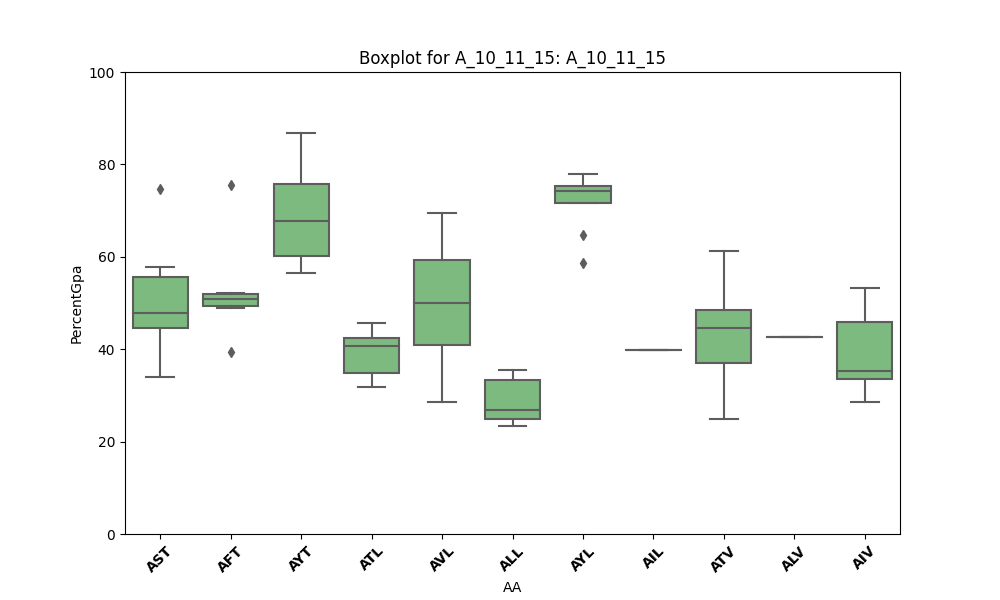 Boxplot for A_10_11_15: A_10_11_15
100
80
60
40
20
0
PercentGpa
AST AFT AYT ATL AVL ALL AYL AIL ATV ALV AIV
AA